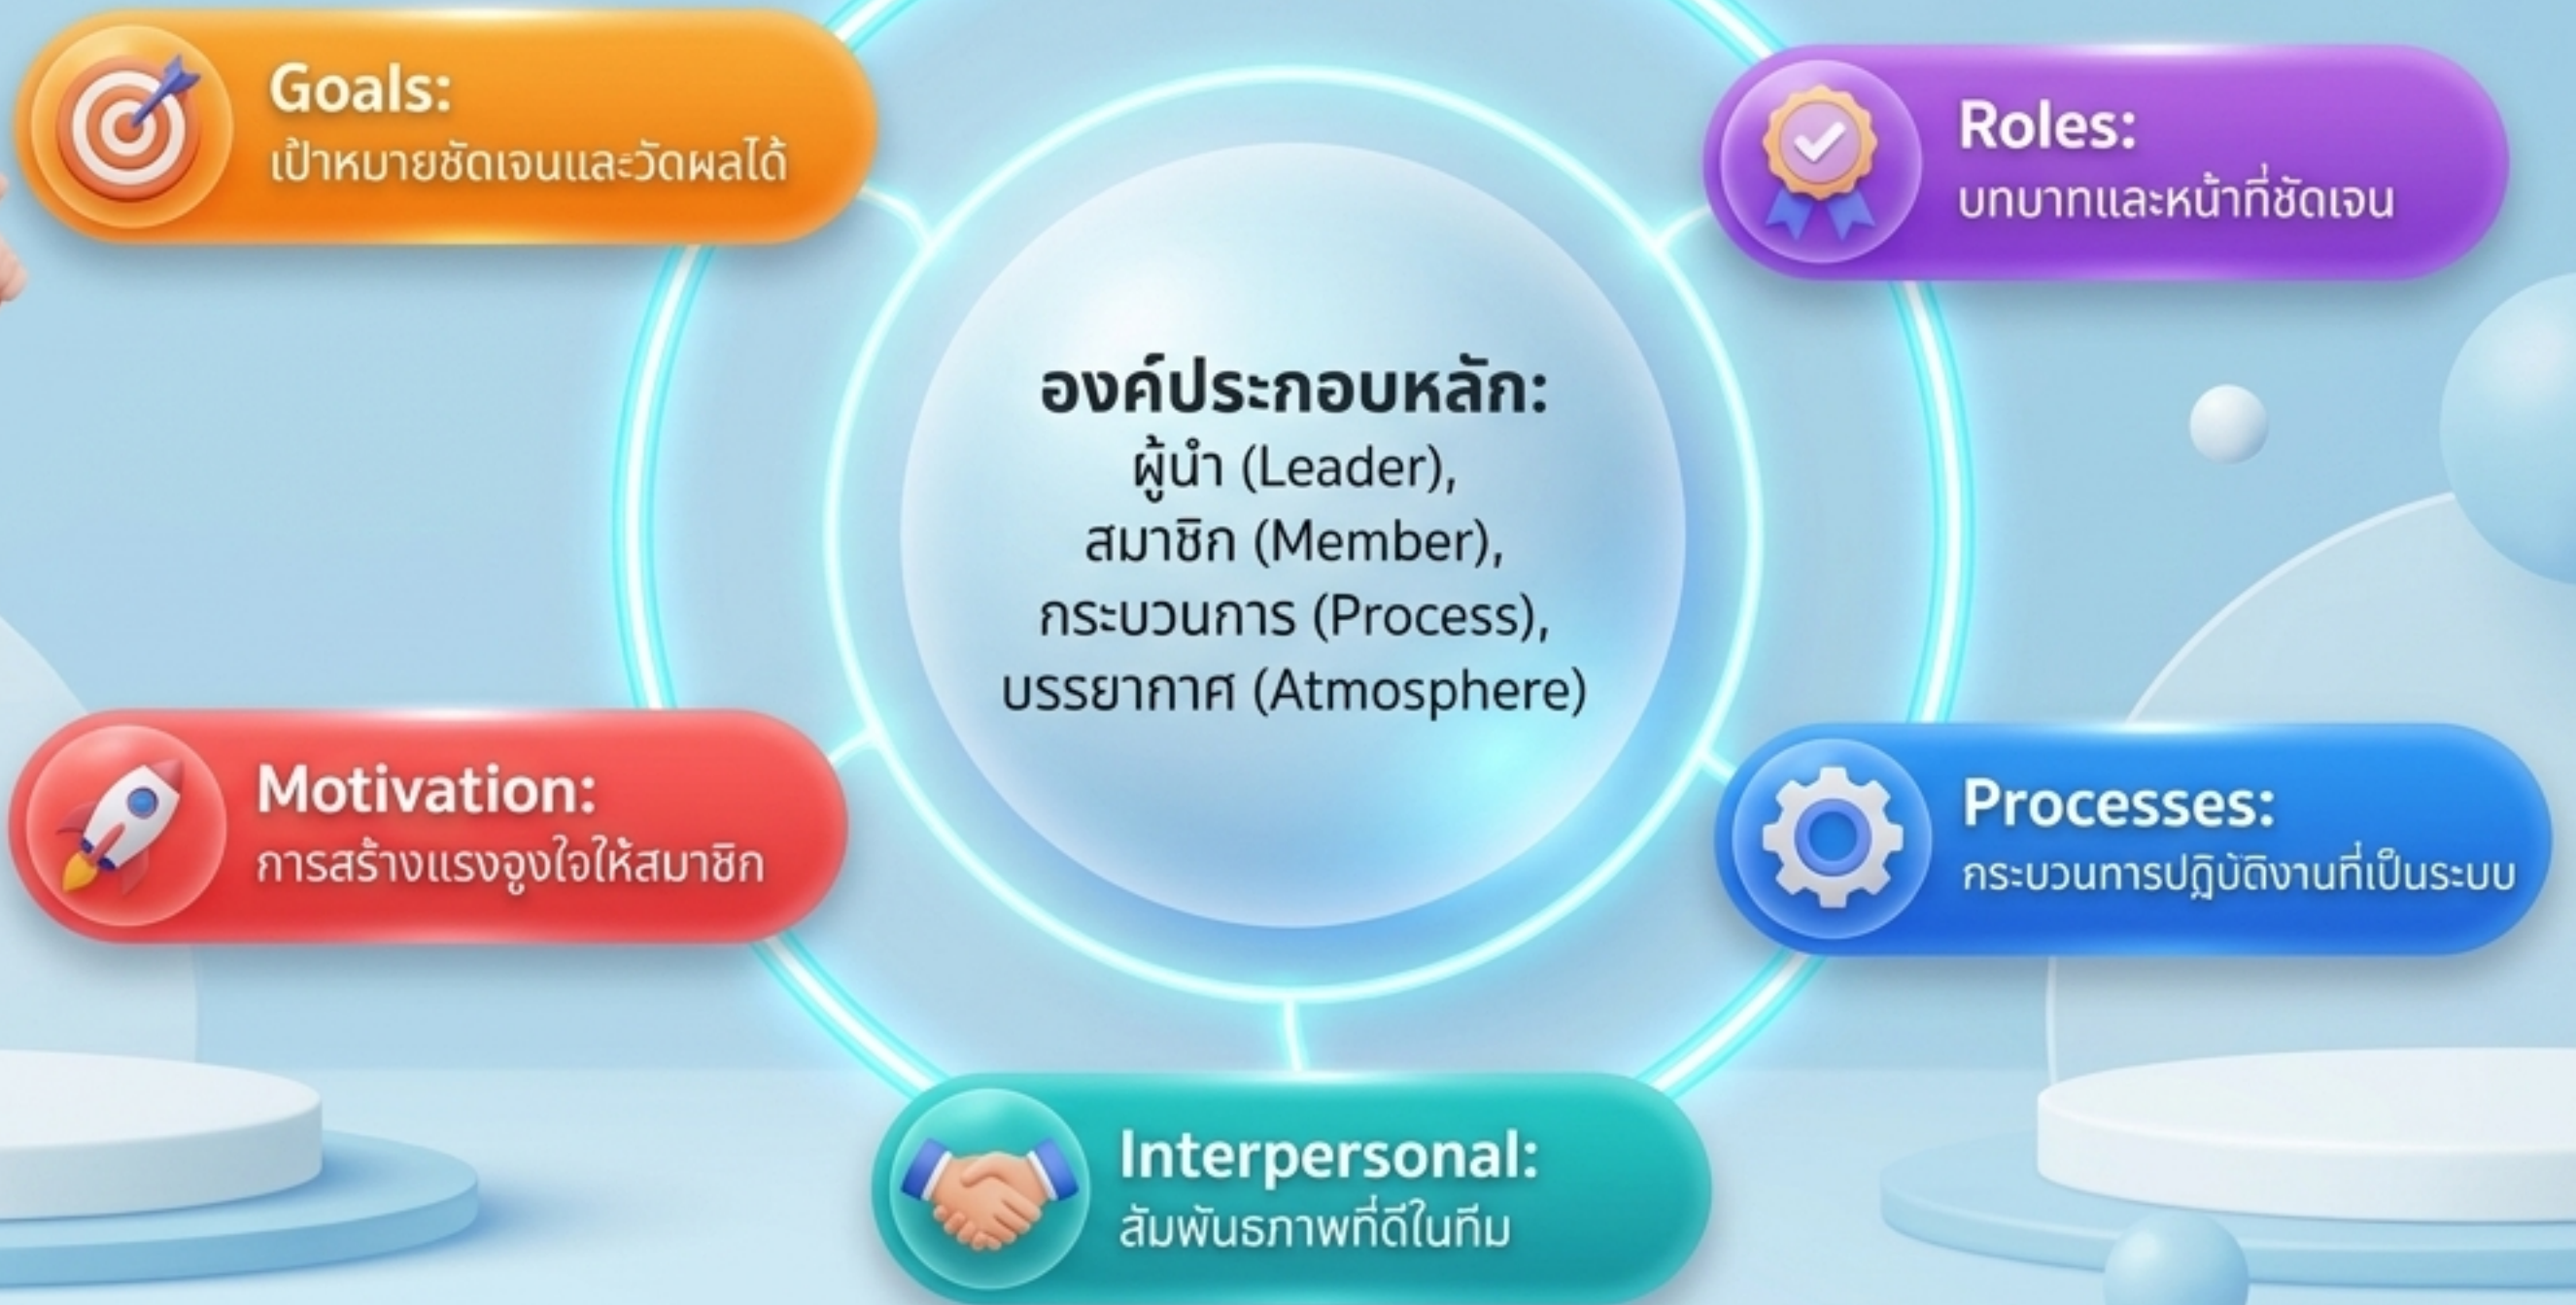 Goals:
เป้าหมายชัดเจนและวัดผลได้
Roles:
บทบาทและหน้าที่ชัดเจน
องค์ประกอบหลัก:
ผู้นำ (Leader),
สมาชิก (Member),
กระบวนการ (Process),
บรรยากาศ (Atmosphere)
Motivation:
การสร้างแรงจูงใจให้สมาชิก
Processes:
กระบวนทารปฏิบัติงานที่เป็นระบบ
Interpersonal:
สัมพันธภาพที่ดีในทีม